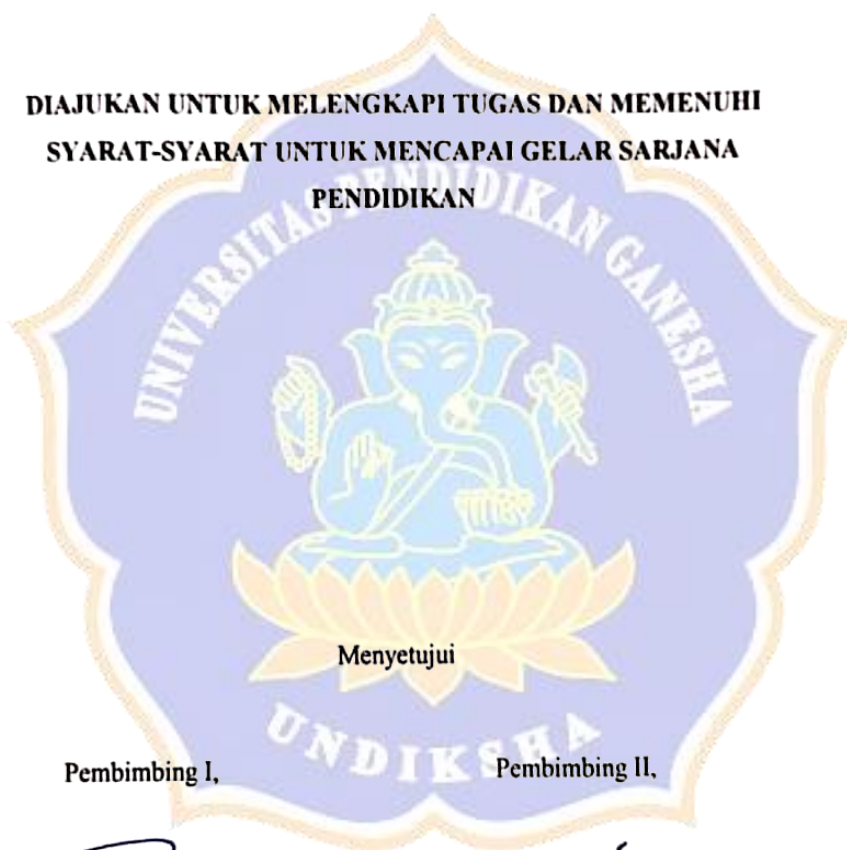 DIAJUKAN UNTUK MELENGKAPI TUGAS DAN MEMENUHI
SYARAT-SYARAT UNTUK MENCAPAI GELAR SARJANA
PENDIDIKAN
UNIVERSITAS PENDIDIKAN GANESHA
Menyetujui
UNDIKSHA
Pembimbing I,
Pembimbing II,